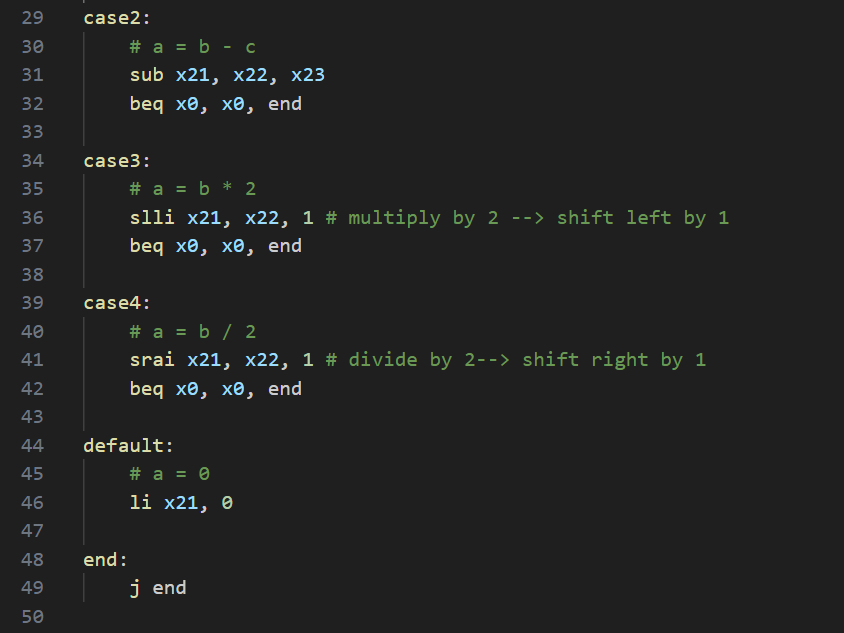 29 case2:
30 # a = b - c
31 sub x21, x22, x23
32 beq x0, x0, end
33
34 case3:
35 # a = b * 2
36 slli x21, x22, 1 # multiply by 2 --> shift left by 1
37 beq x0, x0, end
38
39 case4:
40 # a = b / 2
41 srai x21, x22, 1 # divide by 2--> shift right by 1
42 beq x0, x0, end
43
44 default:
45 # a = 0
46 li x21, 0
47
48 end:
49 j end
50